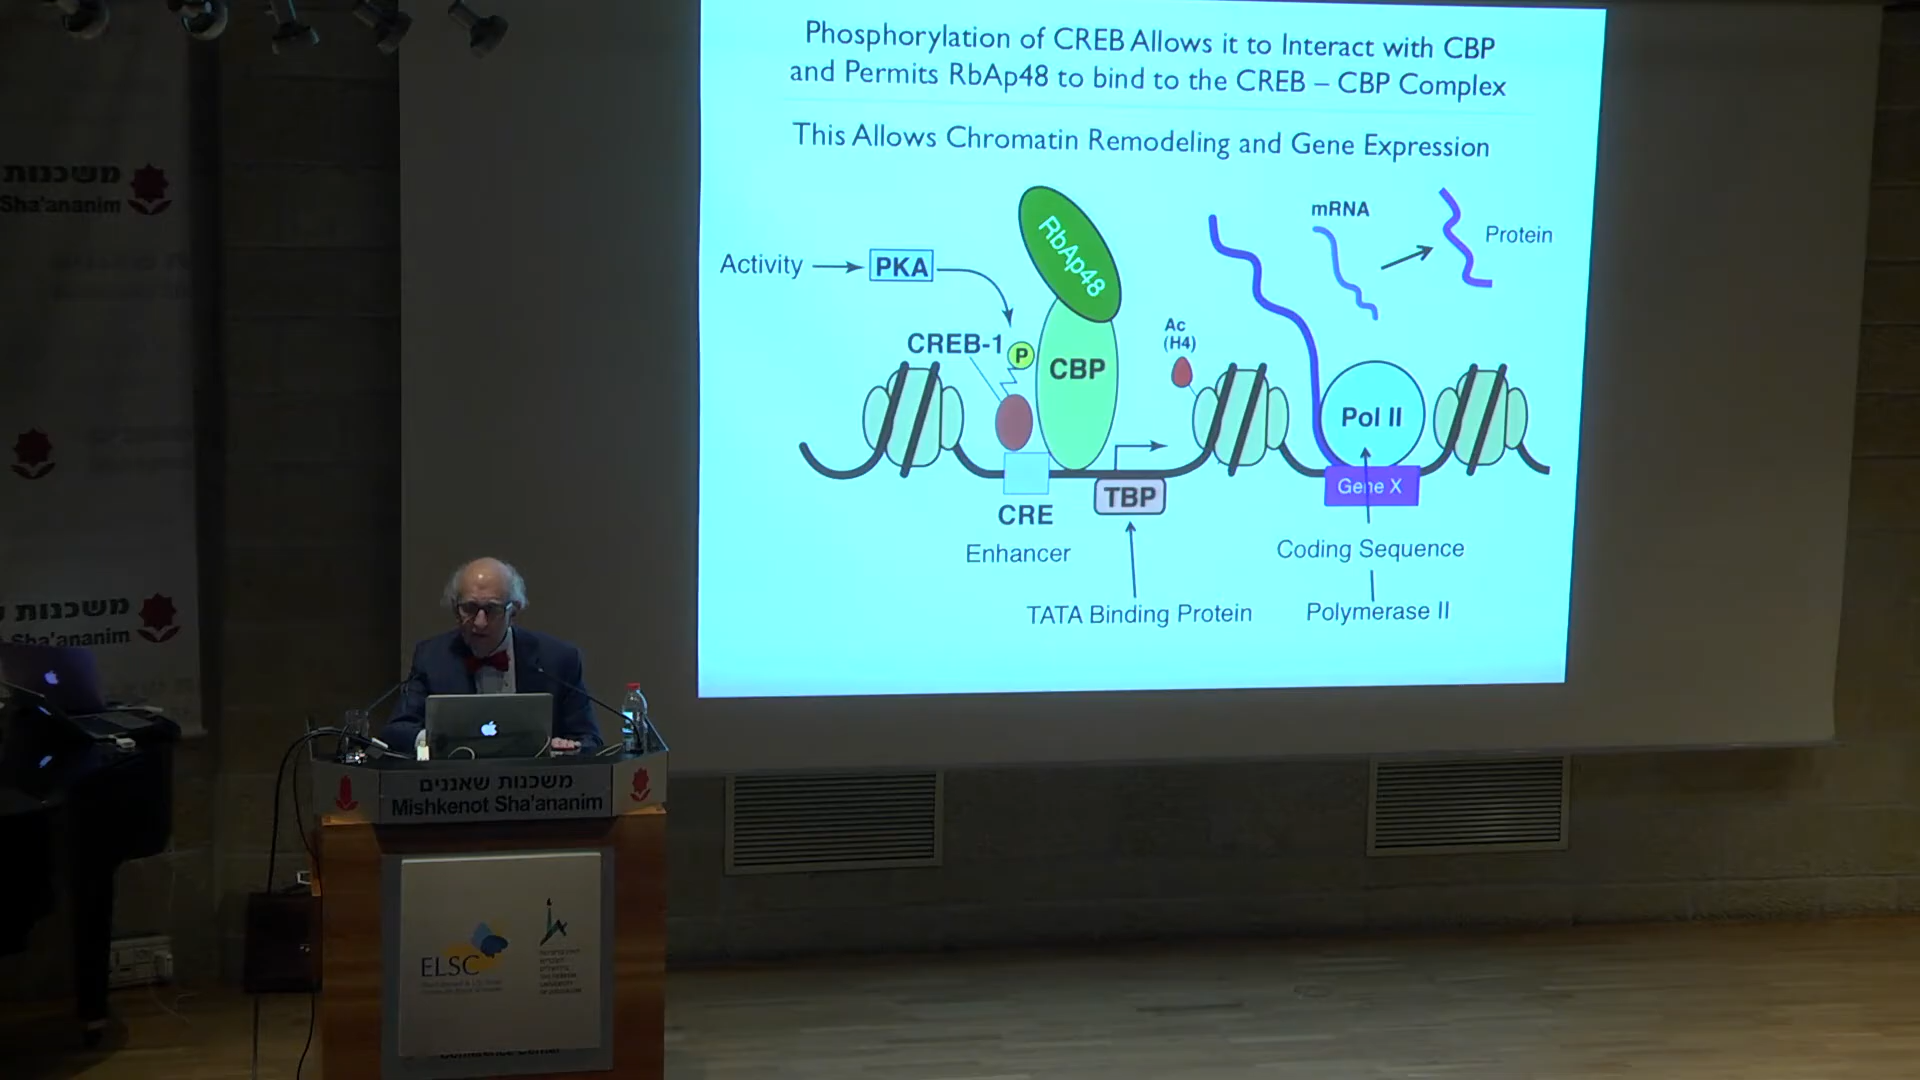 Phosphorylation of CREB Allows it to Interact with CBP
and Permits RbAp48 to bind to the CREB – CBP Complex
This Allows Chromatin Remodeling and Gene Expression
mRNA
Protein
Activity
PKA
RbAp48
Ac
(H4)
CREB-1
P
CBP
Pol II
Gene X
TBP
CRE
Enhancer
Coding Sequence
TATA Binding Protein
Polymerase II
משכנות
Sha'ananim
משכנות
Sha'ananim
משכנות שאננים
Mishkenot Sha'ananim
ELSC
Conference Center